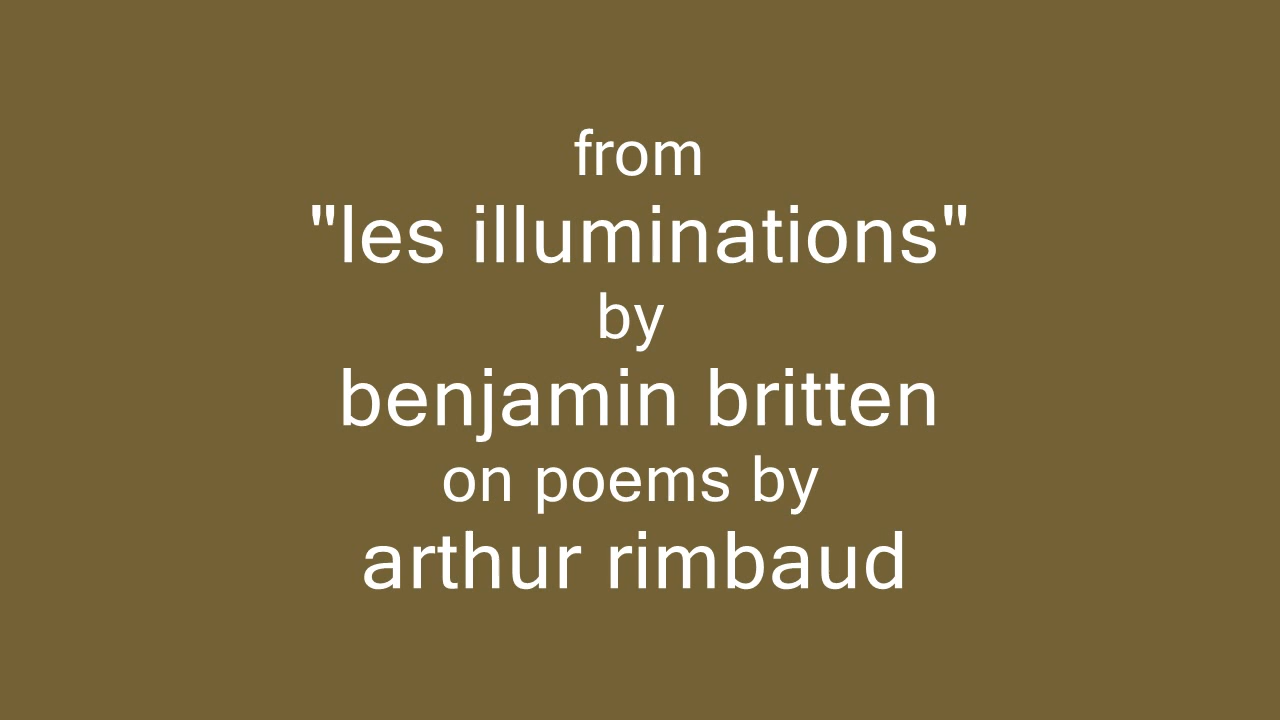 from
"les illuminations"
by
benjamin britten
on poems by
arthur rimbaud